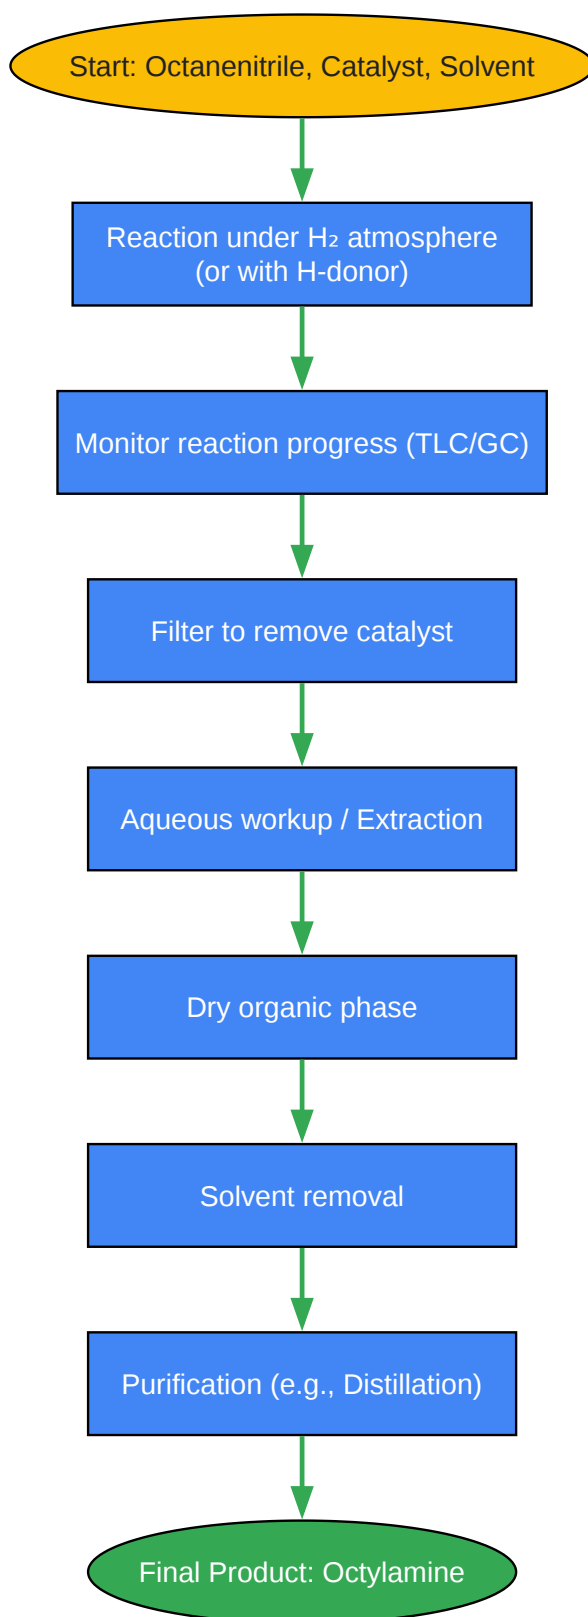 Start: Octanenitrile, Catalyst, Solvent
Reaction under H₂ atmosphere
(or with H-donor)
Monitor reaction progress (TLC/GC)
Filter to remove catalyst
Aqueous workup / Extraction
Dry organic phase
Solvent removal
Purification (e.g., Distillation)
Final Product: Octylamine